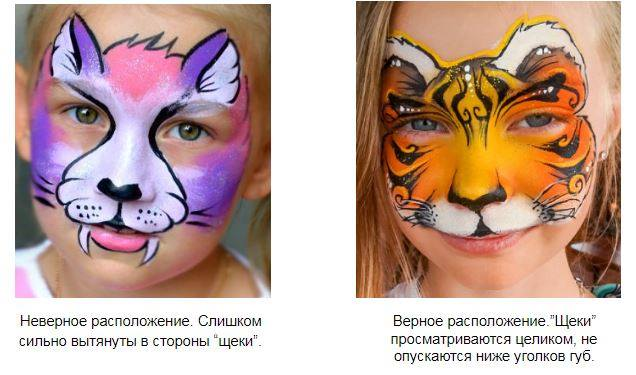 Неверное расположение. Слишком
сильно вытянуты в стороны “щеки”.
Верное расположение.”Щеки”
просматриваются целиком, не
опускаются ниже уголков губ.